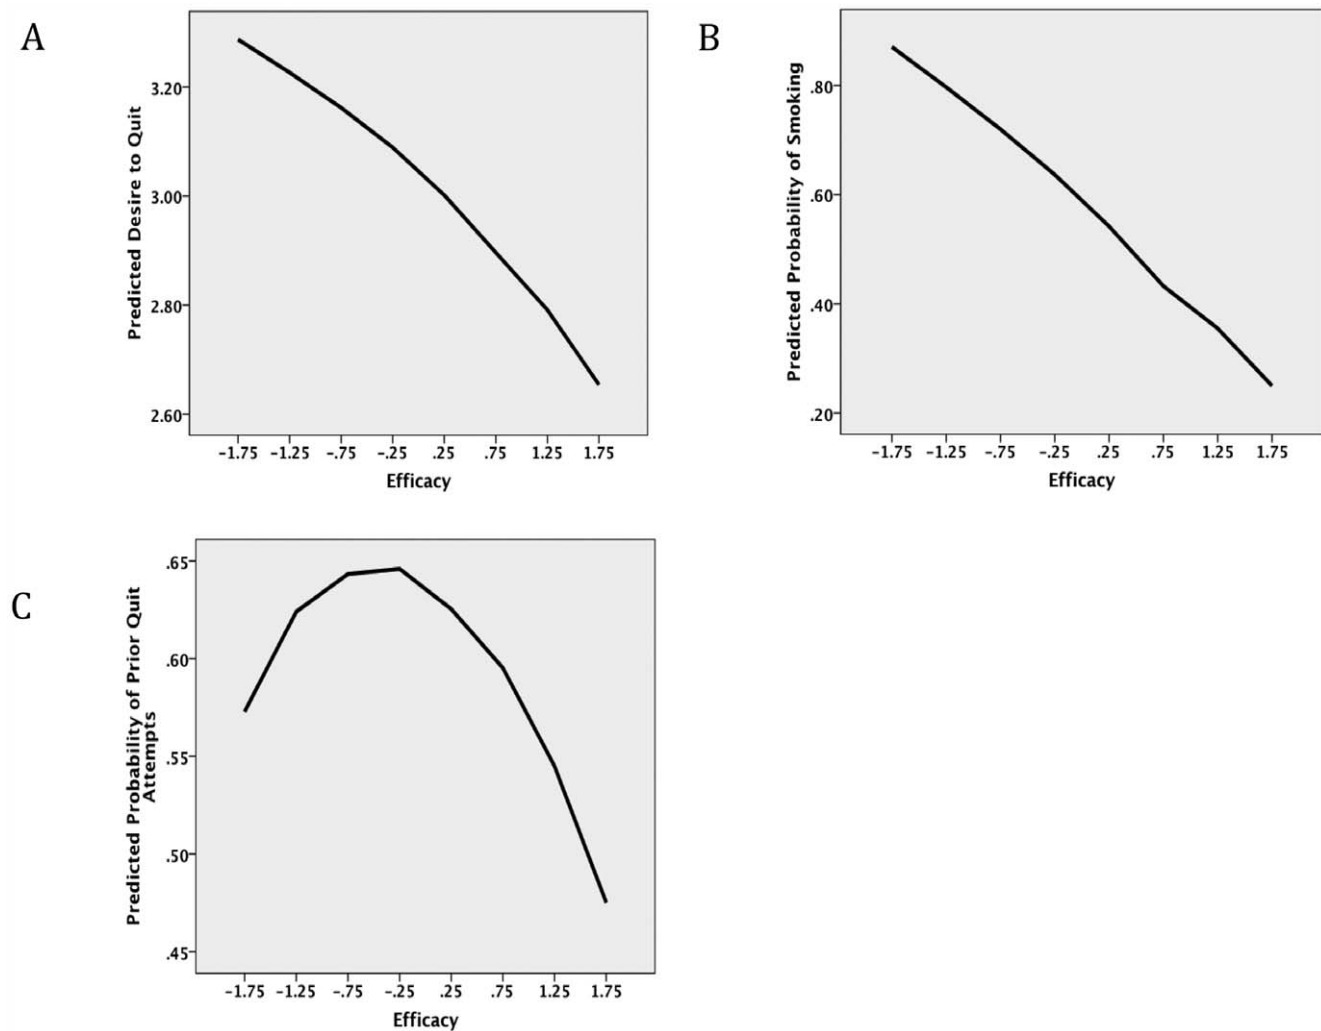 A
Predicted Desire to Quit
3.20
3.00
2.80
2.60
-1.75 -1.25 -.75 -.25 .25 .75 1.25 1.75
Efficacy
B
Predicted Probability of Smoking
.80
.60
.40
.20
-1.75 -1.25 -.75 -.25 .25 .75 1.25 1.75
Efficacy
C
Predicted Probability of Prior Quit
Attempts
.65
.60
.55
.50
.45
-1.75 -1.25 -.75 -.25 .25 .75 1.25 1.75
Efficacy